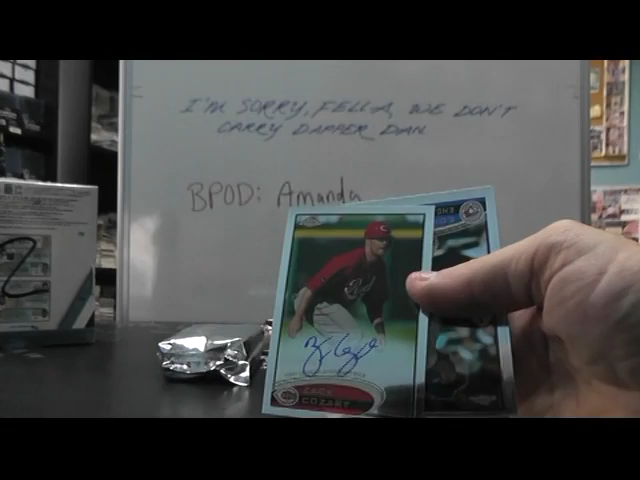 I'M SORRY, FELLA, WE DON'T
CARRY DAPPER DAN
BPOD: Amanda
ZACK
COZART